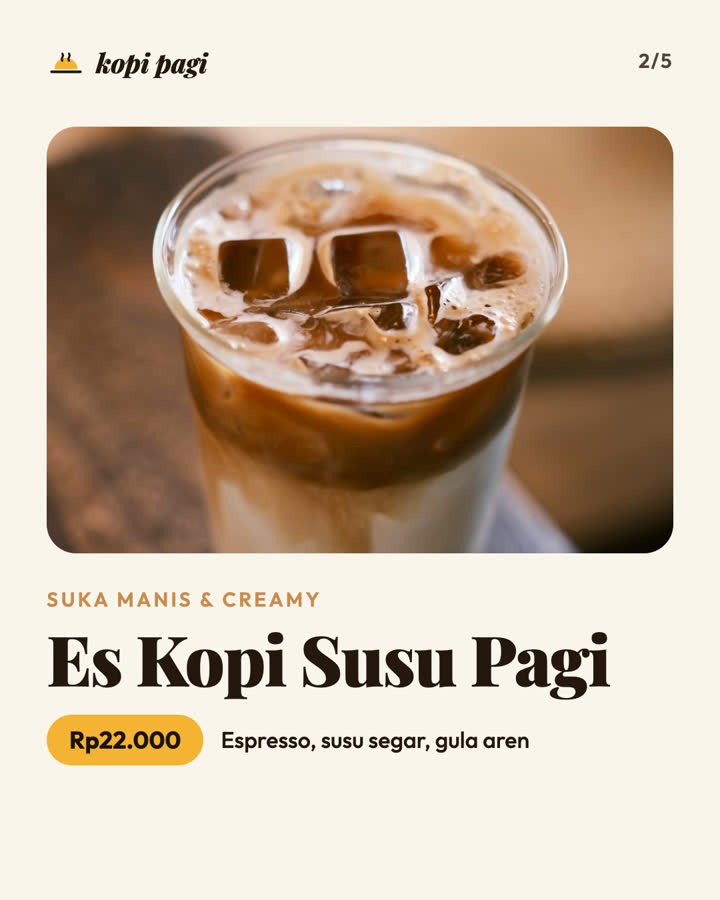 kopi pagi
2/5
SUKA MANIS & CREAMY
Es Kopi Susu Pagi
Rp22.000
Espresso, susu segar, gula aren